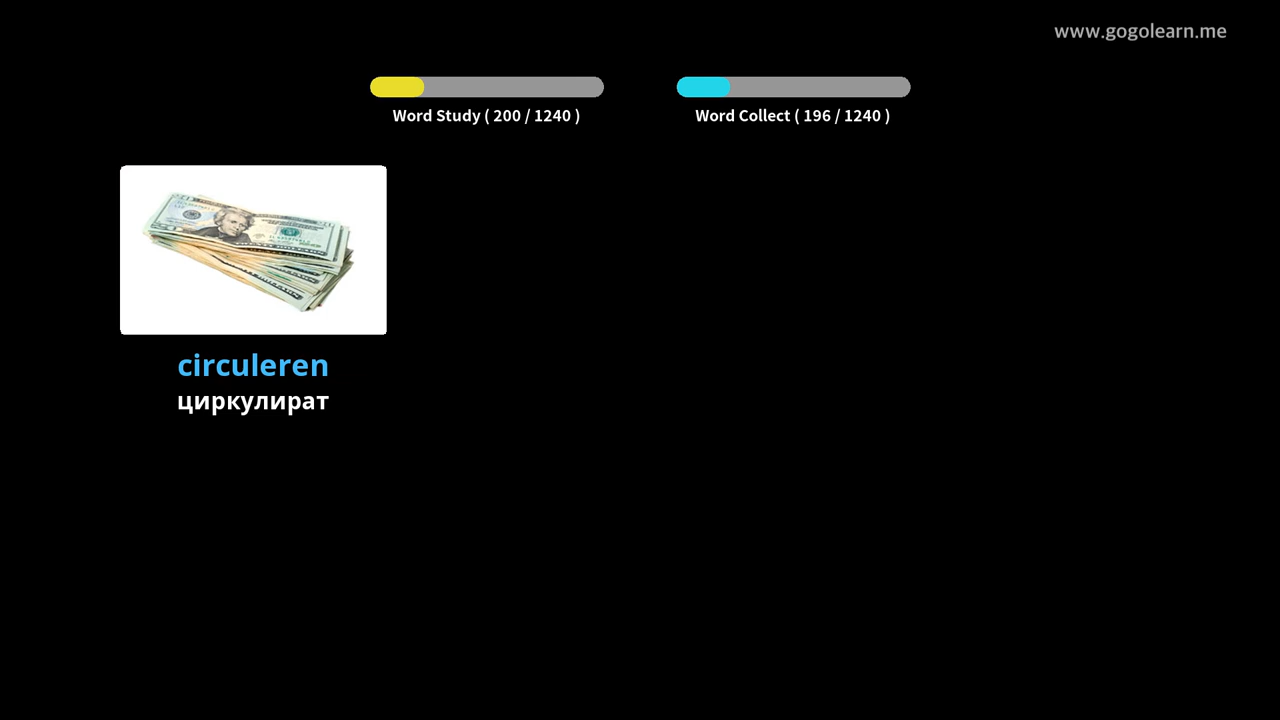 www.gogolearn.me
Word Study ( 200 / 1240 )
Word Collect ( 196 / 1240 )
circuleren
циркулират